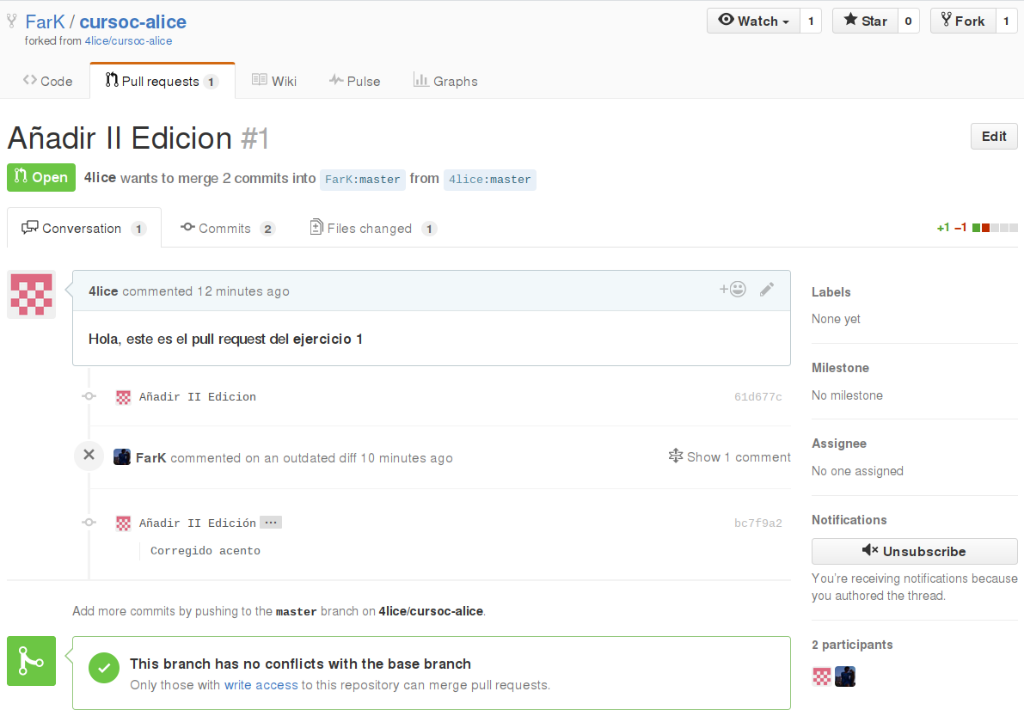 FarK / cursoc-alice
Watch 1
Star 0
Fork 1
forked from 4lice/cursoc-alice
Code
Pull requests 1
Wiki
Pulse
Graphs
Añadir II Edicion #1
Edit
Open
4lice wants to merge 2 commits into FarK:master from 4lice:master
Conversation 1
Commits 2
Files changed 1
+1 −1
4lice commented 12 minutes ago
Hola, este es el pull request del ejercicio 1
Añadir II Edicion 61d677c
FarK commented on an outdated diff 10 minutes ago
Show 1 comment
Añadir II Edición ... bc7f9a2
Corregido acento
Add more commits by pushing to the master branch on 4lice/cursoc-alice.
This branch has no conflicts with the base branch
Only those with write access to this repository can merge pull requests.
Labels
None yet
Milestone
No milestone
Assignee
No one assigned
Notifications
Unsubscribe
You're receiving notifications because
you authored the thread.
2 participants